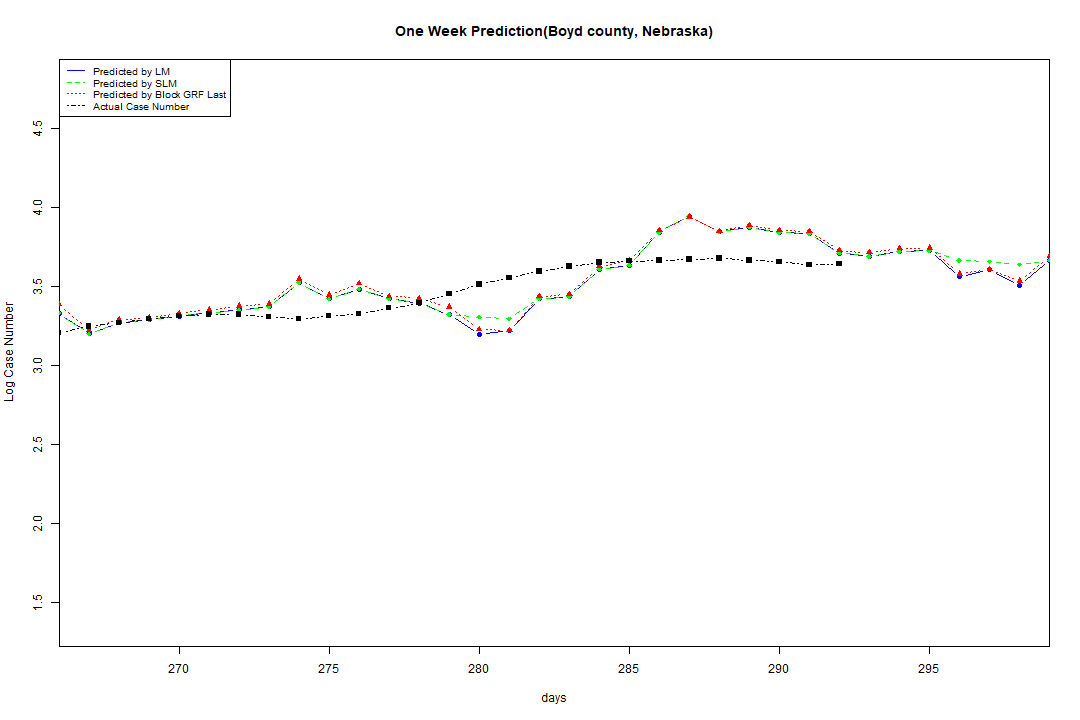 One Week Prediction(Boyd county, Nebraska)
Predicted by LM
Predicted by SLM
Predicted by Block GRF Last
Actual Case Number
4.5
4.0
3.5
3.0
2.5
2.0
1.5
Log Case Number
270 275 280 285 290 295
days